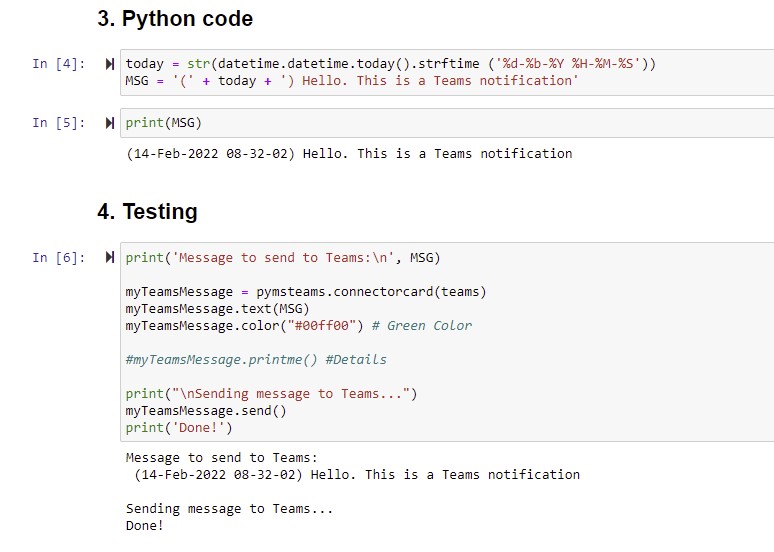 3. Python code
In [4]:
today = str(datetime.datetime.today().strftime ('%d-%b-%Y %H-%M-%S'))
MSG = '(' + today + ') Hello. This is a Teams notification'
In [5]:
print(MSG)
(14-Feb-2022 08-32-02) Hello. This is a Teams notification
4. Testing
In [6]:
print('Message to send to Teams:\n', MSG)
myTeamsMessage = pymsteams.connectorcard(teams)
myTeamsMessage.text(MSG)
myTeamsMessage.color("#00ff00") # Green Color
#myTeamsMessage.printme() #Details
print("\nSending message to Teams...")
myTeamsMessage.send()
print('Done!')
Message to send to Teams:
(14-Feb-2022 08-32-02) Hello. This is a Teams notification
Sending message to Teams...
Done!